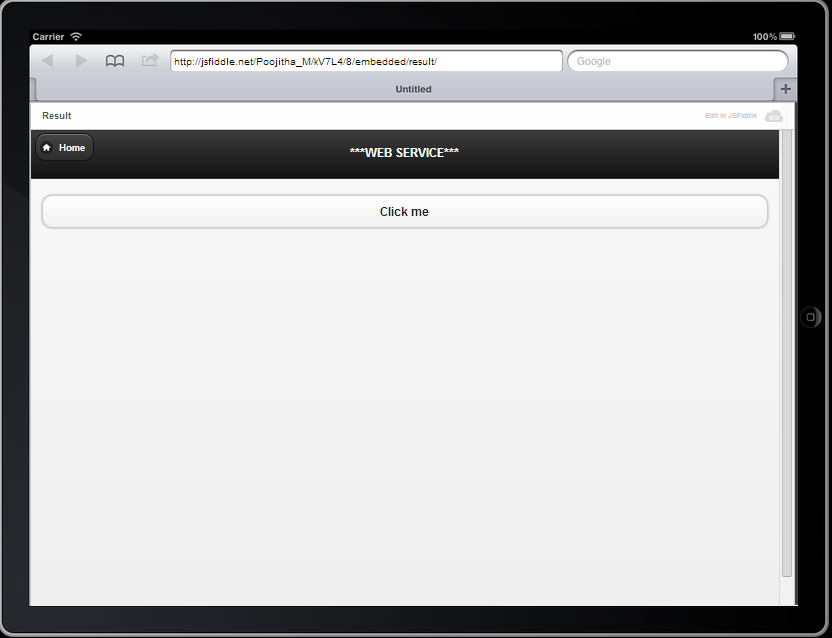 Carrier 100%
http://jsfiddle.net/Poojitha_M/kV7L4/8/embedded/result/ Google
Untitled +
Result Edit in JSFiddle
Home ***WEB SERVICE***
Click me